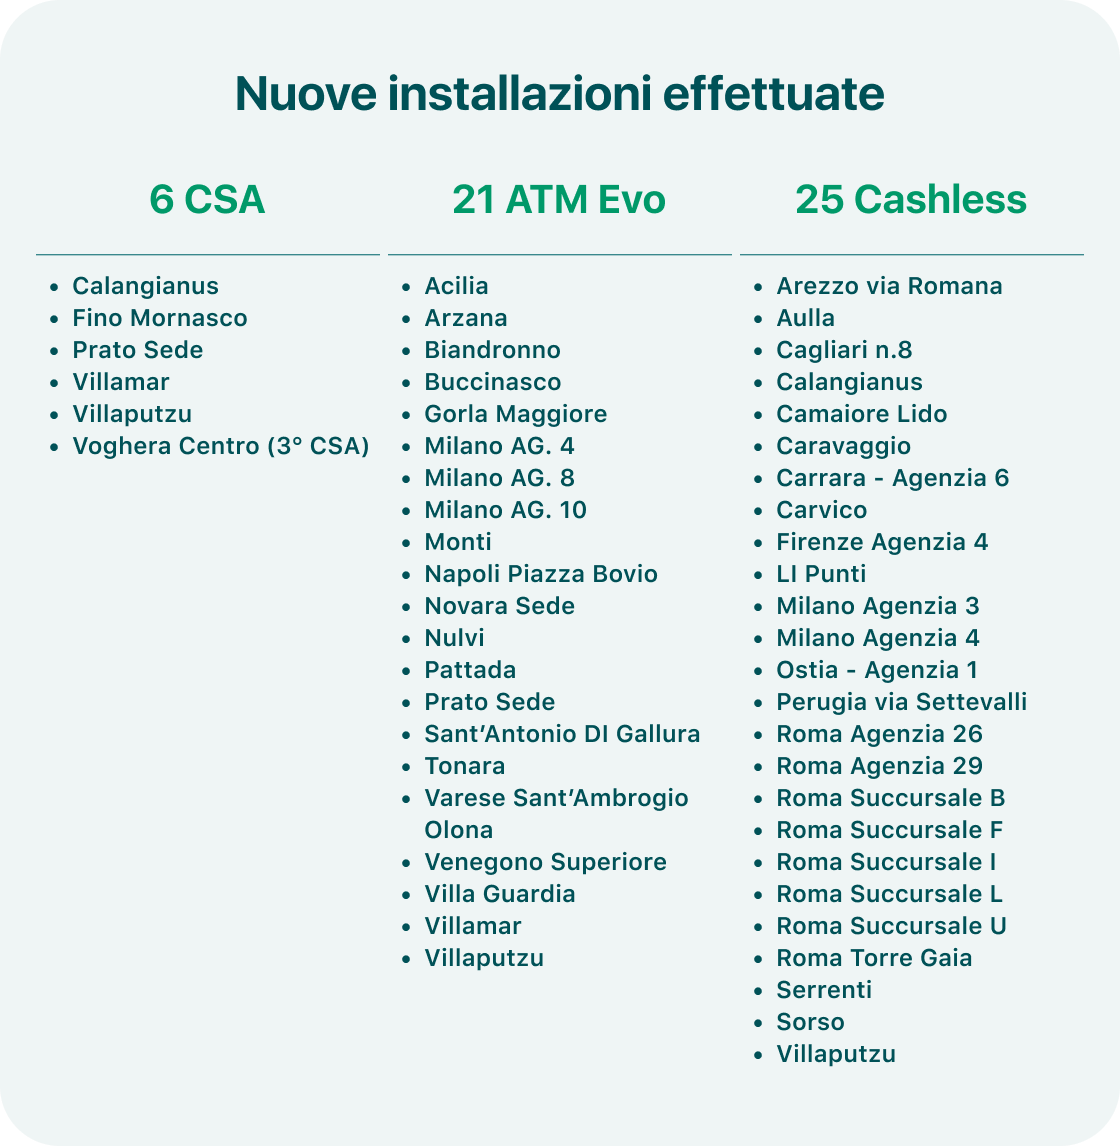 Nuove installazioni effettuate
6 CSA
• Calangianus
• Fino Mornasco
• Prato Sede
• Villamar
• Villaputzu
• Voghera Centro (3° CSA)
21 ATM Evo
• Acilia
• Arzana
• Biandronno
• Buccinasco
• Gorla Maggiore
• Milano AG. 4
• Milano AG. 8
• Milano AG. 10
• Monti
• Napoli Piazza Bovio
• Novara Sede
• Nulvi
• Pattada
• Prato Sede
• Sant’Antonio DI Gallura
• Tonara
• Varese Sant’Ambrogio
Olona
• Venegono Superiore
• Villa Guardia
• Villamar
• Villaputzu
25 Cashless
• Arezzo via Romana
• Aulla
• Cagliari n.8
• Calangianus
• Camaiore Lido
• Caravaggio
• Carrara - Agenzia 6
• Carvico
• Firenze Agenzia 4
• LI Punti
• Milano Agenzia 3
• Milano Agenzia 4
• Ostia - Agenzia 1
• Perugia via Settevalli
• Roma Agenzia 26
• Roma Agenzia 29
• Roma Succursale B
• Roma Succursale F
• Roma Succursale I
• Roma Succursale L
• Roma Succursale U
• Roma Torre Gaia
• Serrenti
• Sorso
• Villaputzu